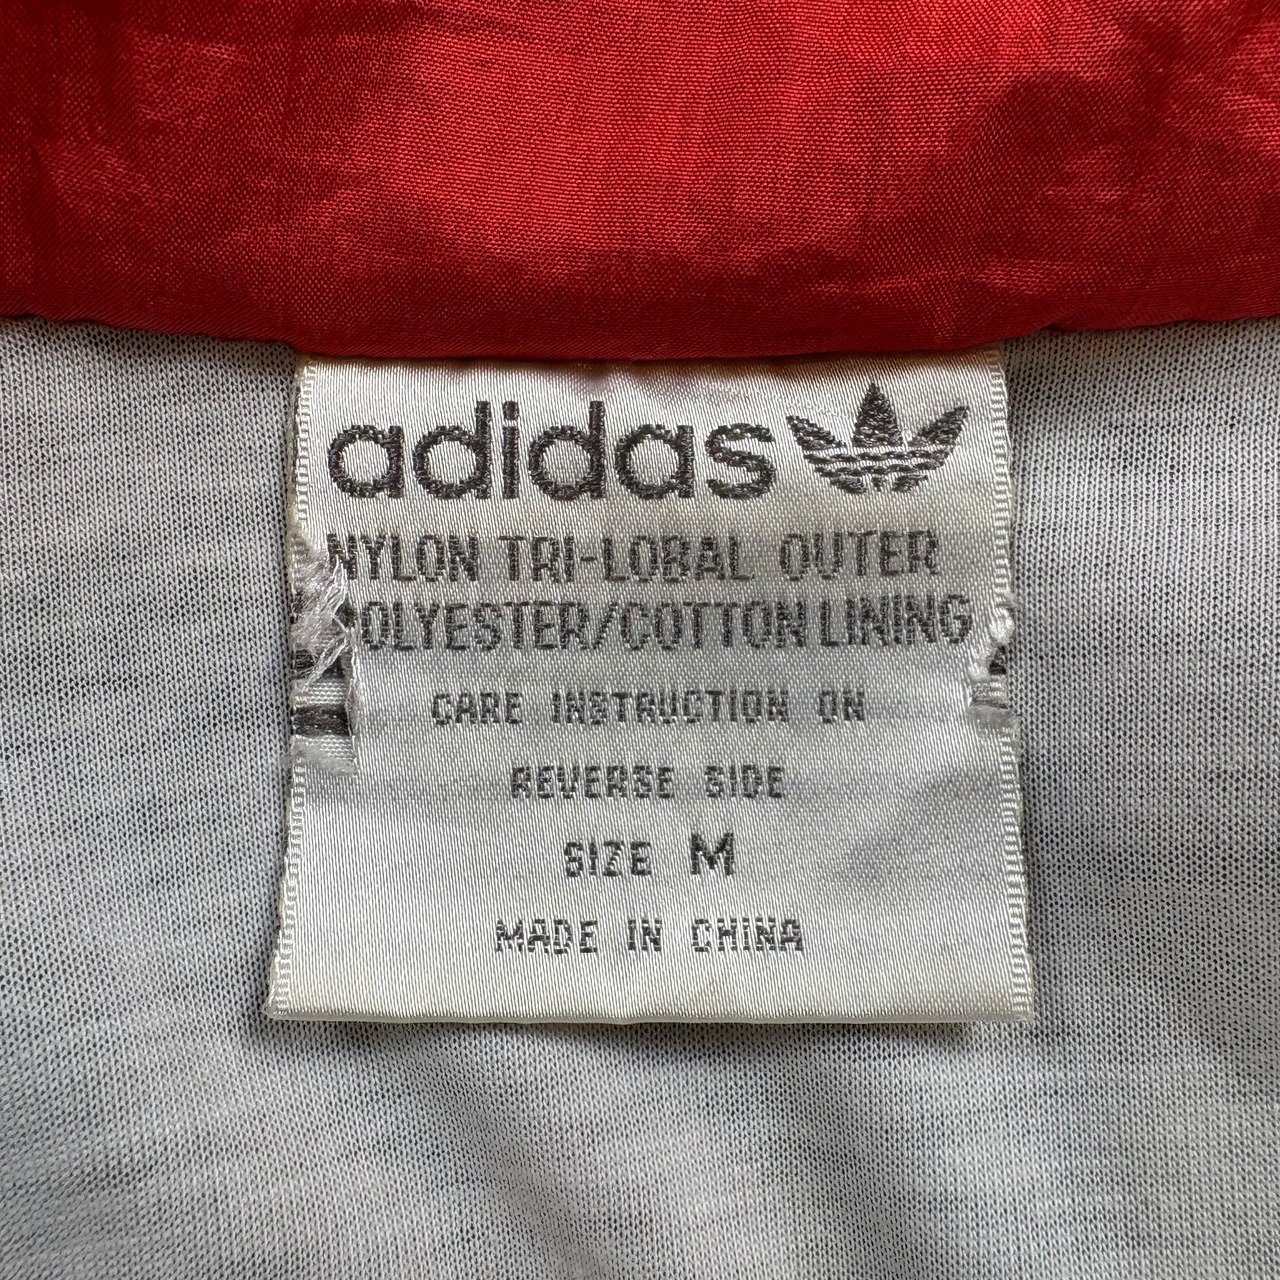 adidas
NYLON TRI-LOBAL OUTER
POLYESTER/COTTON LINING
CARE INSTRUCTION ON
REVERSE SIDE
SIZE M
MADE IN CHINA